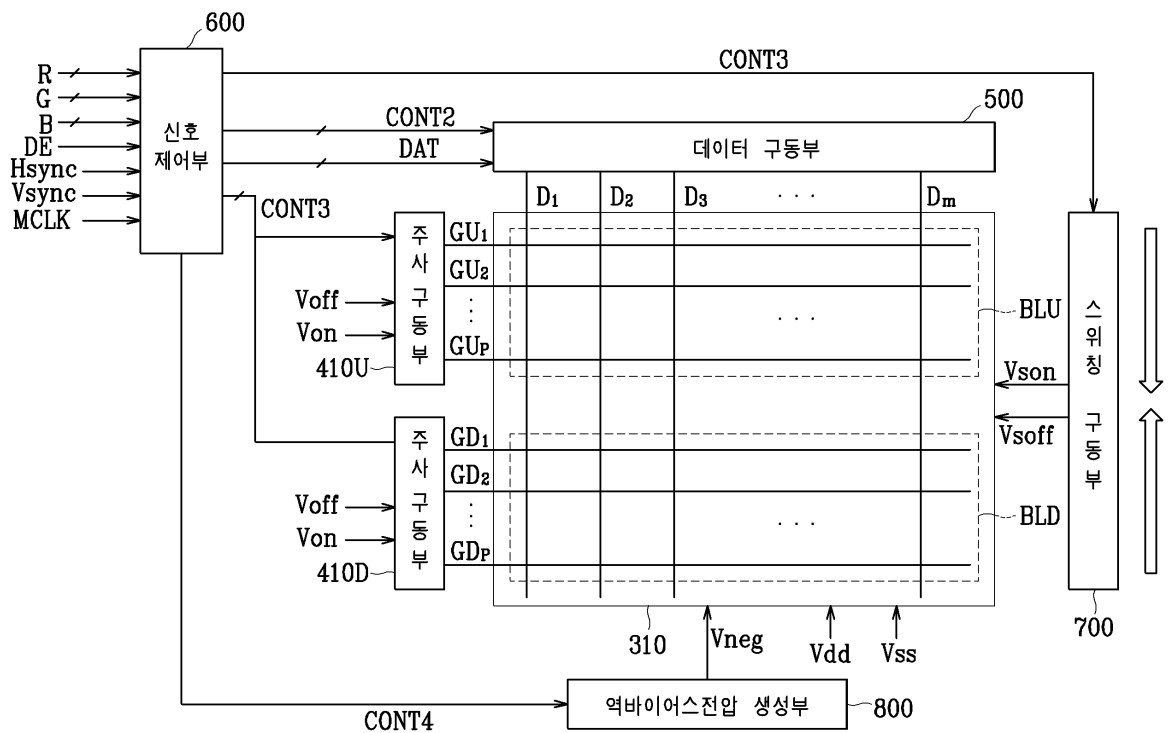 600
R
G
B
DE
Hsync
Vsync
MCLK
신호
제어부
CONT3
CONT2
DAT
500
데이터 구동부
D1 D2 D3 · · · Dm
CONT3
주사 구동부
GU1
GU2
GUP
Voff
Von
410U
· · ·
BLU
스위칭 구동부
Vson
Vsoff
주사 구동부
GD1
GD2
GDP
Voff
Von
410D
· · ·
BLD
700
310
Vneg
Vdd
Vss
CONT4
역바이어스전압 생성부
800